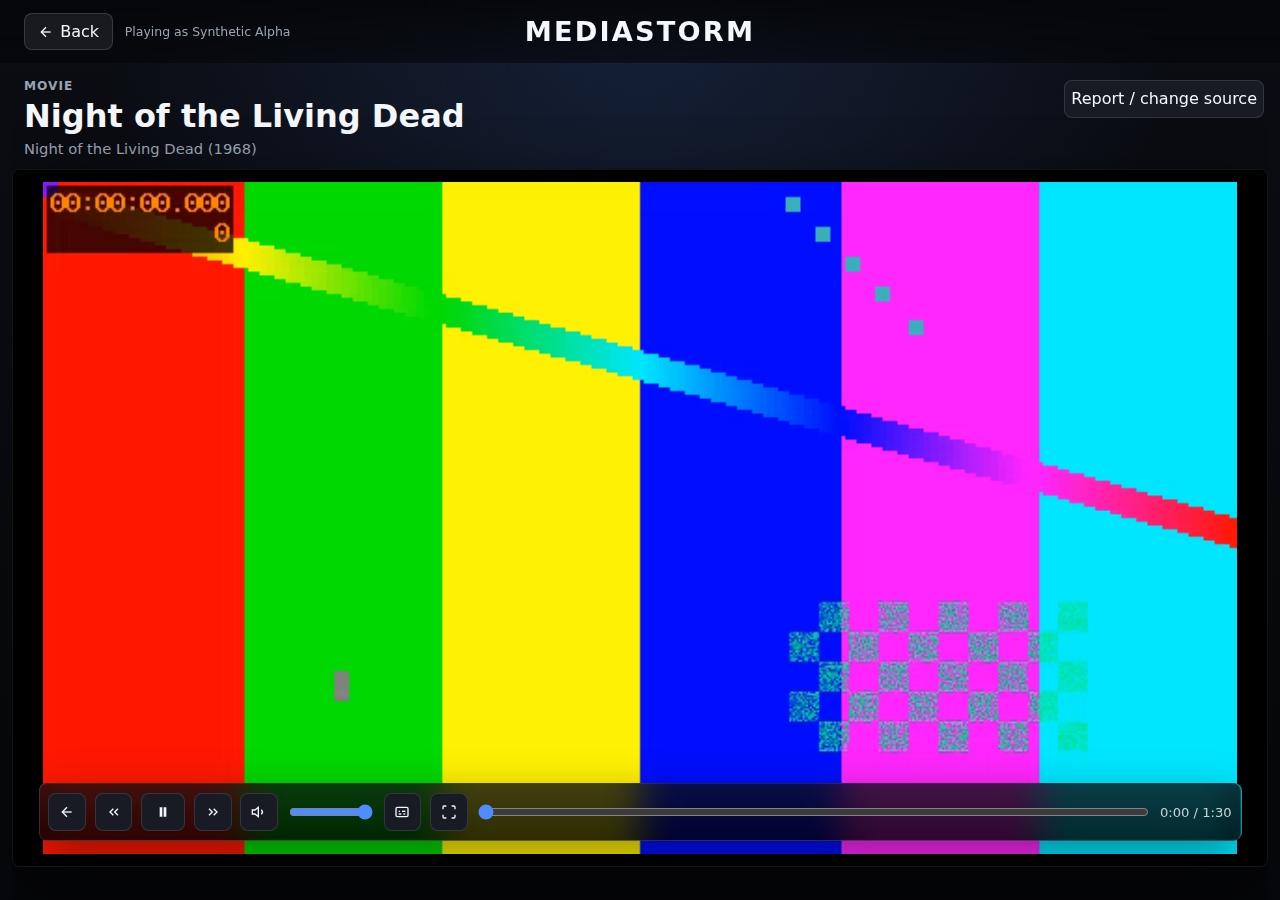 Back
Playing as Synthetic Alpha
MEDIASTORM
MOVIE
Night of the Living Dead
Night of the Living Dead (1968)
Report / change source
00:00:00.000
0
0:00 / 1:30